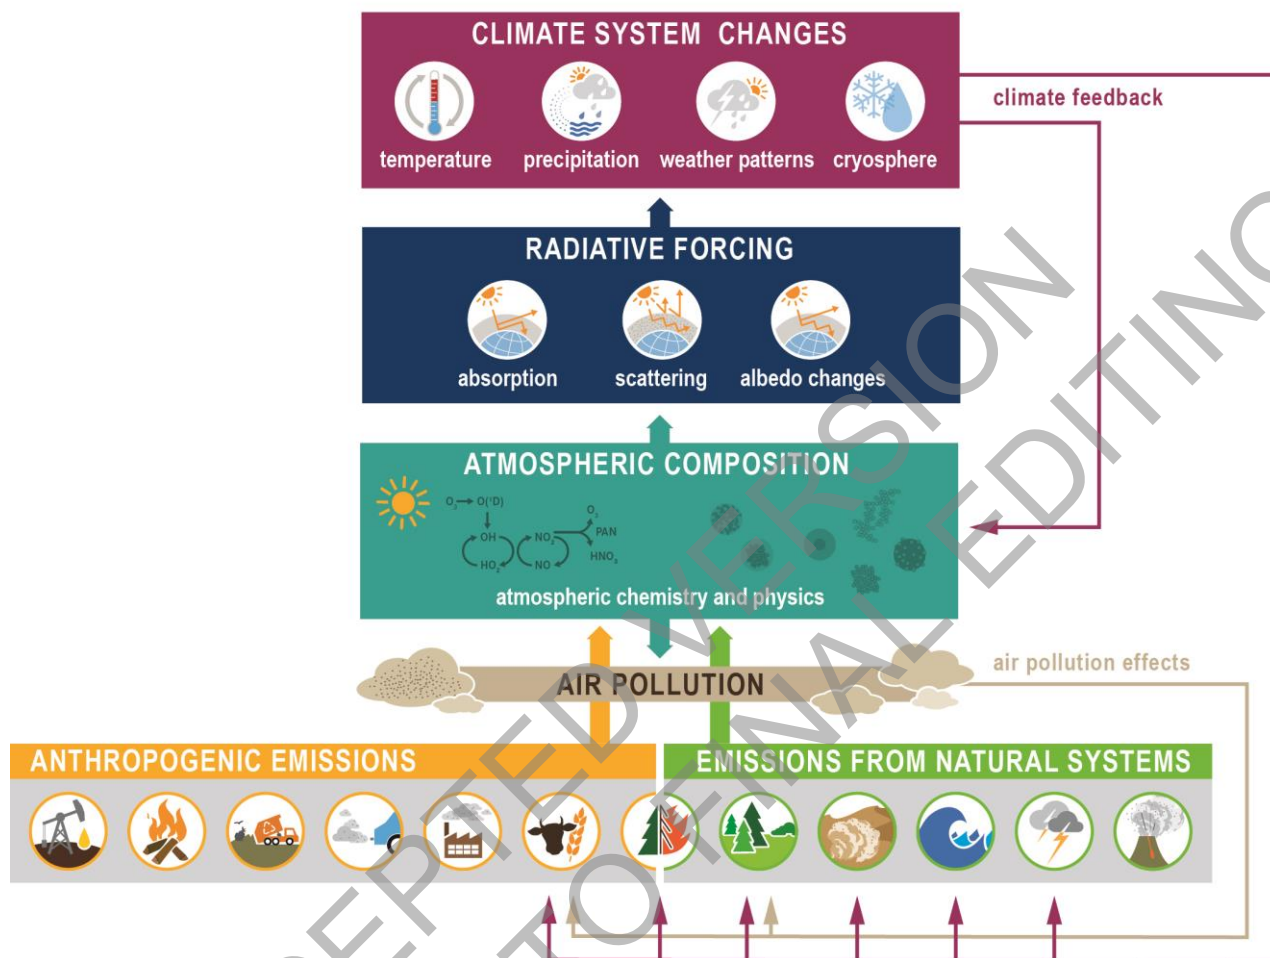 CLIMATE SYSTEM CHANGES
temperature
precipitation
weather patterns
cryosphere
climate feedback
RADIATIVE FORCING
absorption
scattering
albedo changes
ATMOSPHERIC COMPOSITION
O₃ → O(¹D)
OH
HO₂
NO₂
NO
O₃
PAN
HNO₃
atmospheric chemistry and physics
AIR POLLUTION
air pollution effects
ANTHROPOGENIC EMISSIONS
EMISSIONS FROM NATURAL SYSTEMS
EPTED VERSION
TO FINAL EDITING